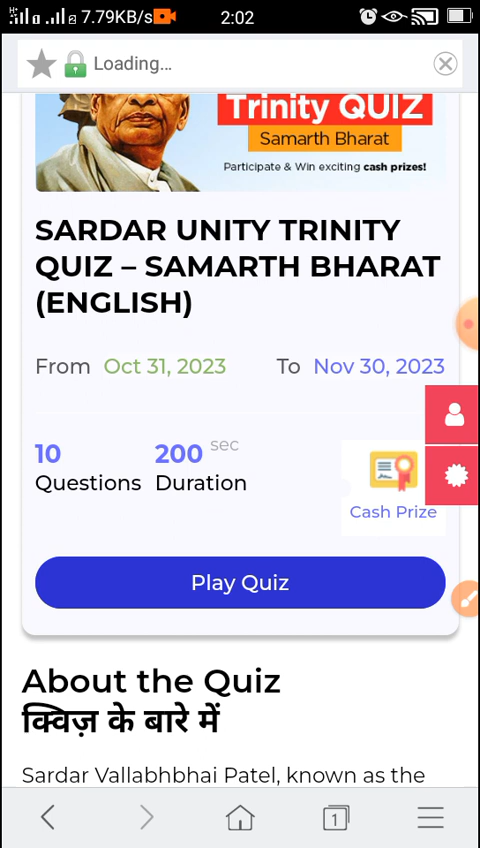 7.79KB/s 2:02
Loading...
Trinity QUIZ
Samarth Bharat
Participate & Win exciting cash prizes!
SARDAR UNITY TRINITY
QUIZ – SAMARTH BHARAT
(ENGLISH)
From Oct 31, 2023 To Nov 30, 2023
10 200 sec
Questions Duration
Cash Prize
Play Quiz
About the Quiz
क्विज़ के बारे में
Sardar Vallabhbhai Patel, known as the
1